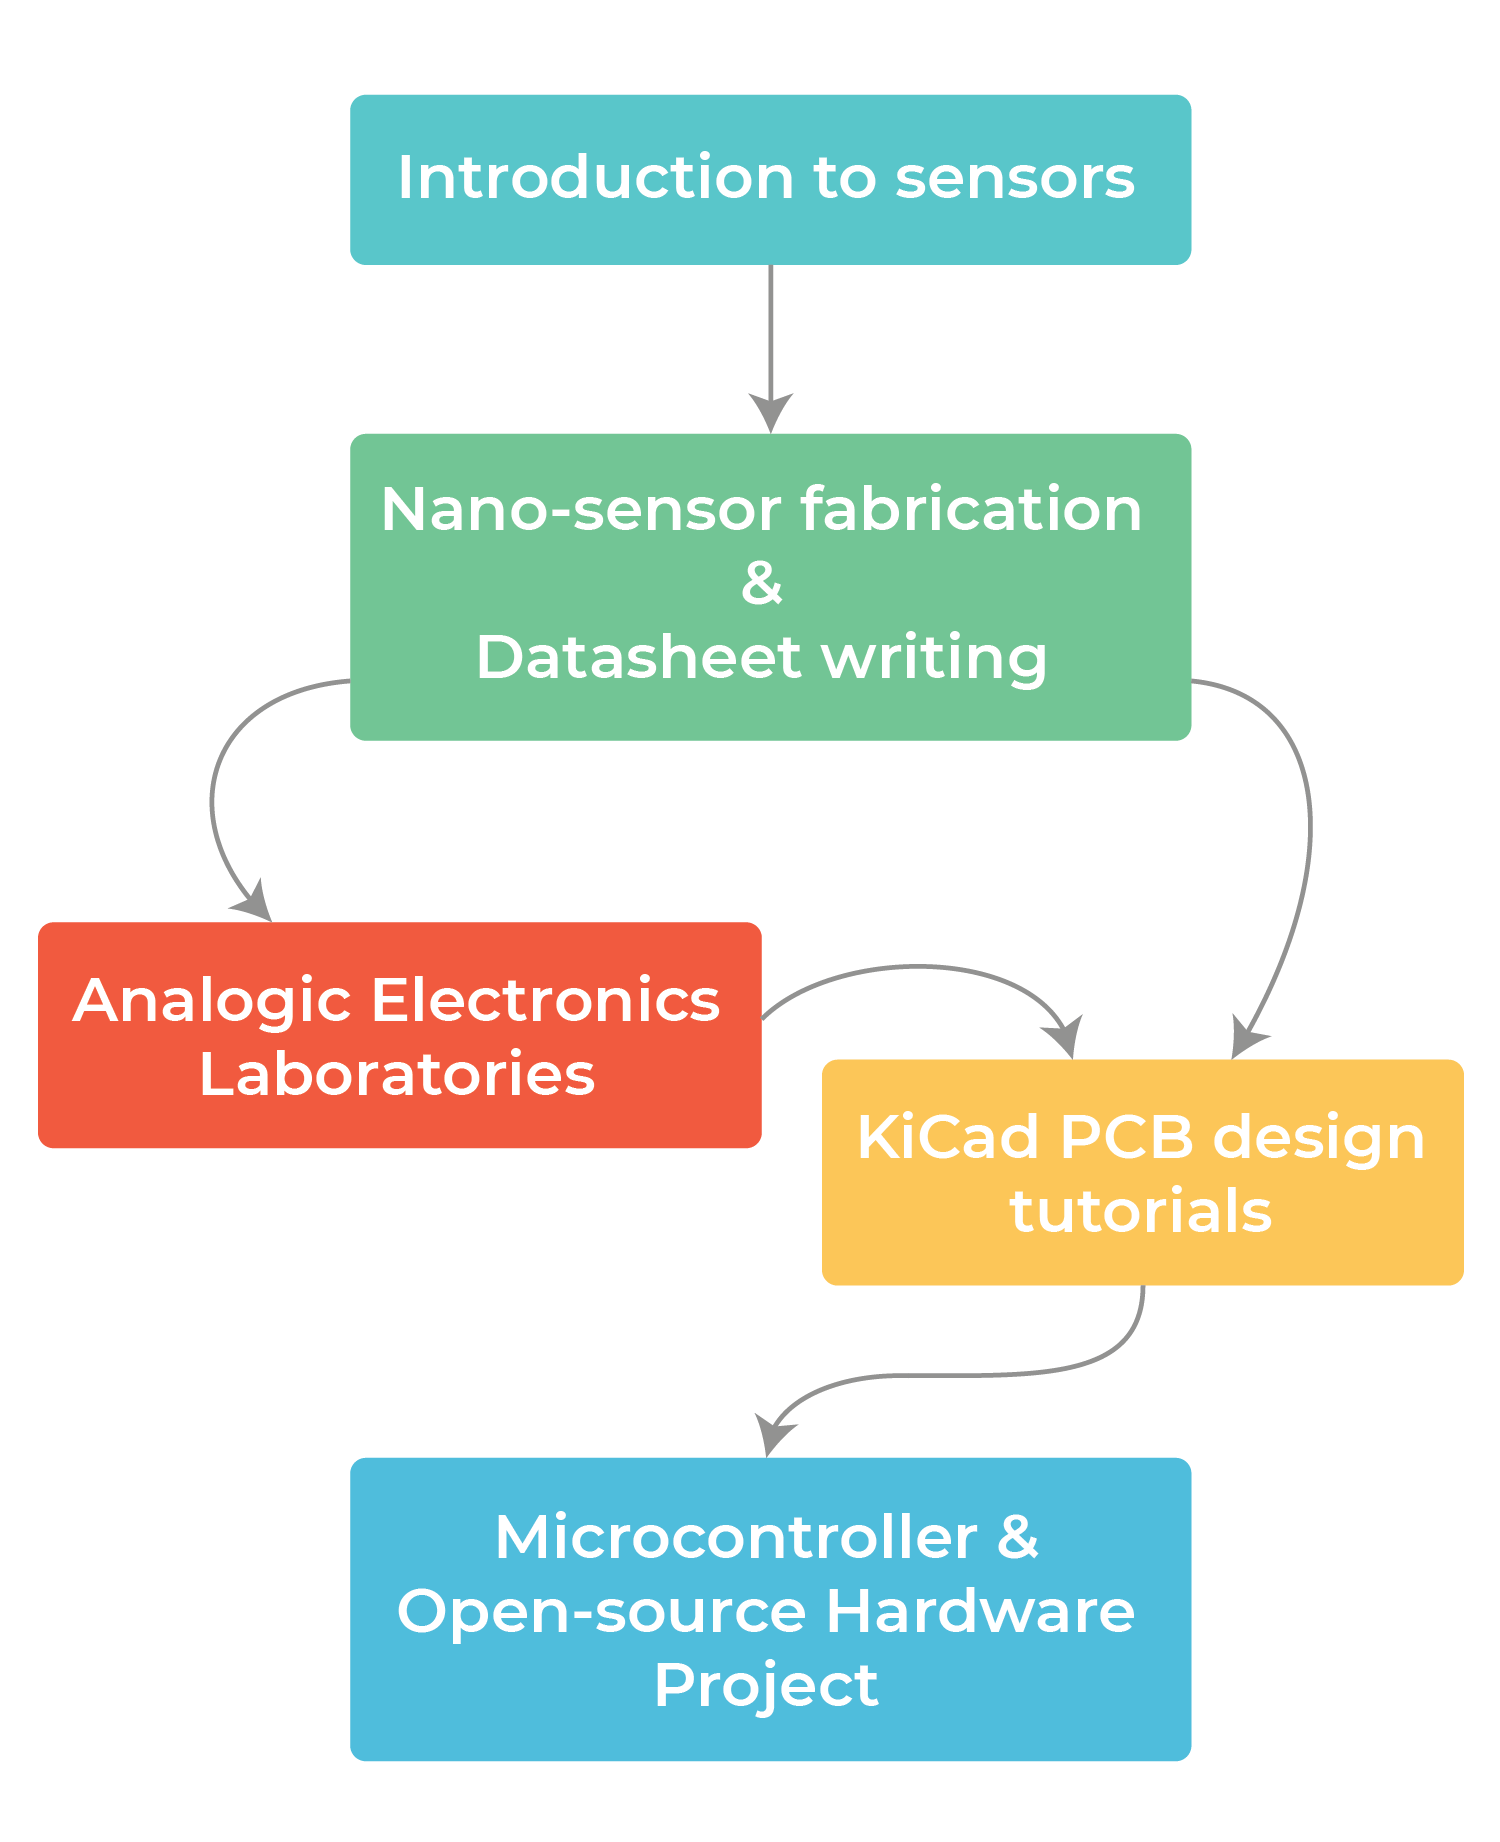 Introduction to sensors
Nano-sensor fabrication
&
Datasheet writing
Analogic Electronics
Laboratories
KiCad PCB design
tutorials
Microcontroller &
Open-source Hardware
Project